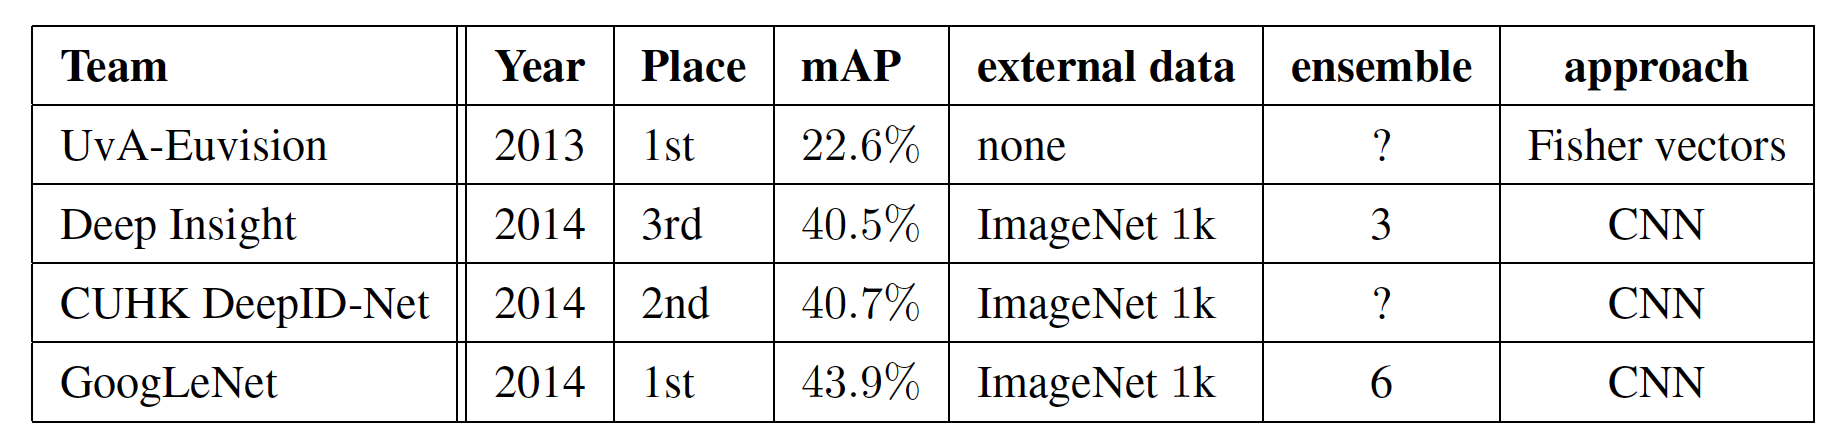 Team Year Place mAP external data ensemble approach
UvA-Euvision 2013 1st 22.6% none ? Fisher vectors
Deep Insight 2014 3rd 40.5% ImageNet 1k 3 CNN
CUHK DeepID-Net 2014 2nd 40.7% ImageNet 1k ? CNN
GoogLeNet 2014 1st 43.9% ImageNet 1k 6 CNN